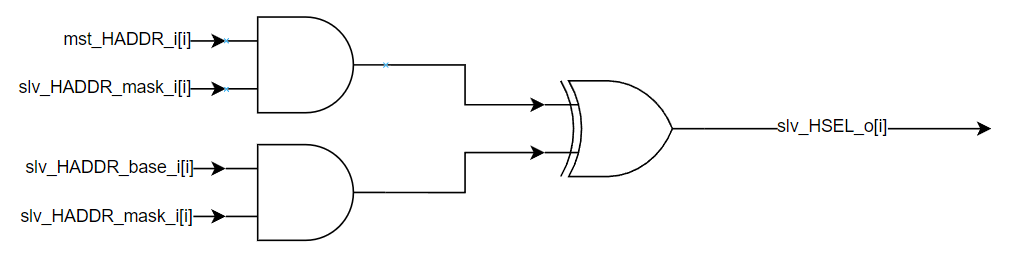 mst_HADDR_i[i]
slv_HADDR_mask_i[i]
slv_HSEL_o[i]
slv_HADDR_base_i[i]
slv_HADDR_mask_i[i]